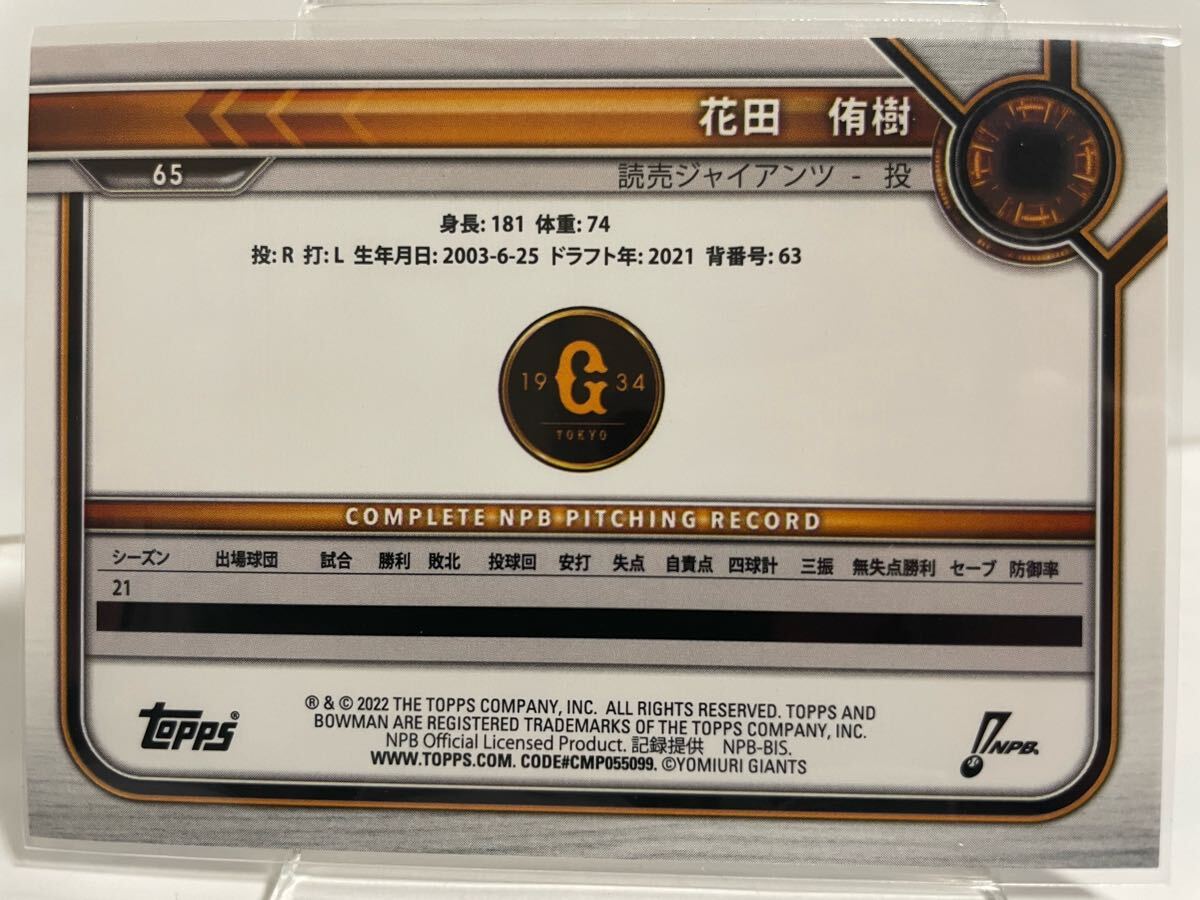 花田 侑樹
65
読売ジャイアンツ - 投
身長: 181 体重: 74
投: R 打: L 生年月日: 2003-6-25 ドラフト年: 2021 背番号: 63
19 G 34
TOKYO
COMPLETE NPB PITCHING RECORD
シーズン 出場球団 試合 勝利 敗北 投球回 安打 失点 自責点 四球計 三振 無失点勝利 セーブ 防御率
21
TOPPS®
® & © 2022 THE TOPPS COMPANY, INC. ALL RIGHTS RESERVED. TOPPS AND
BOWMAN ARE REGISTERED TRADEMARKS OF THE TOPPS COMPANY, INC.
NPB Official Licensed Product. 記録提供 NPB-BIS.
WWW.TOPPS.COM. CODE#CMP055099. ©YOMIURI GIANTS
NPB